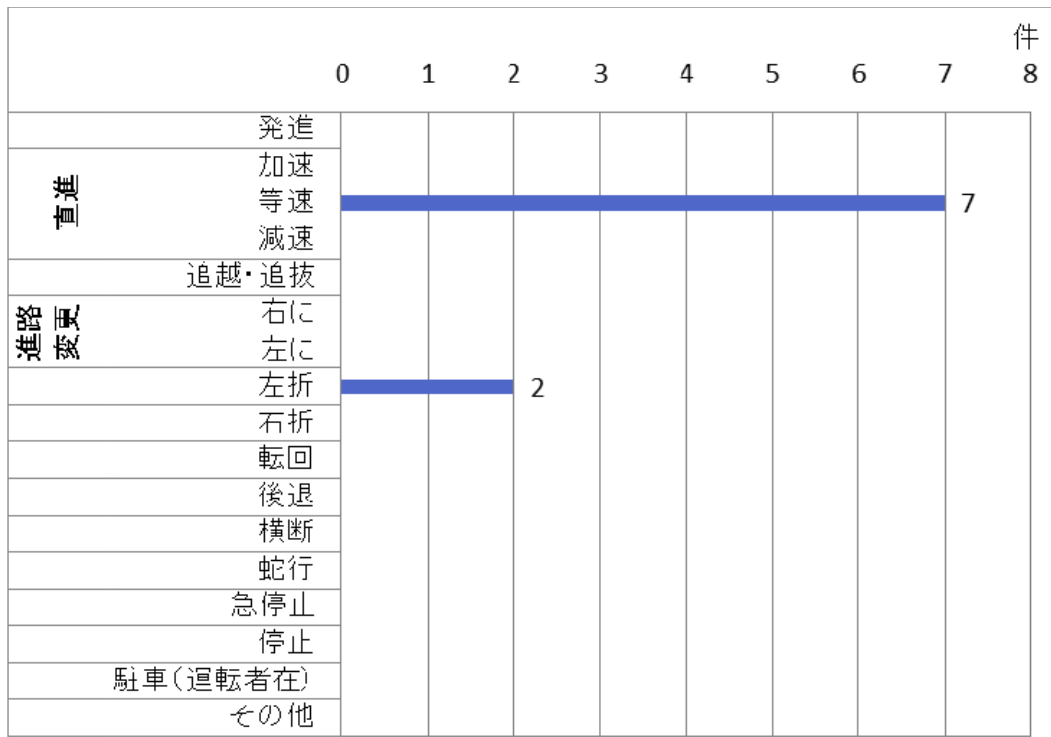 件
0 1 2 3 4 5 6 7 8
発進
直進
加速
等速 7
減速
追越・追抜
進路
変更
右に
左に
左折 2
石折
転回
後退
横断
蛇行
急停止
停止
駐車(運転者在)
その他